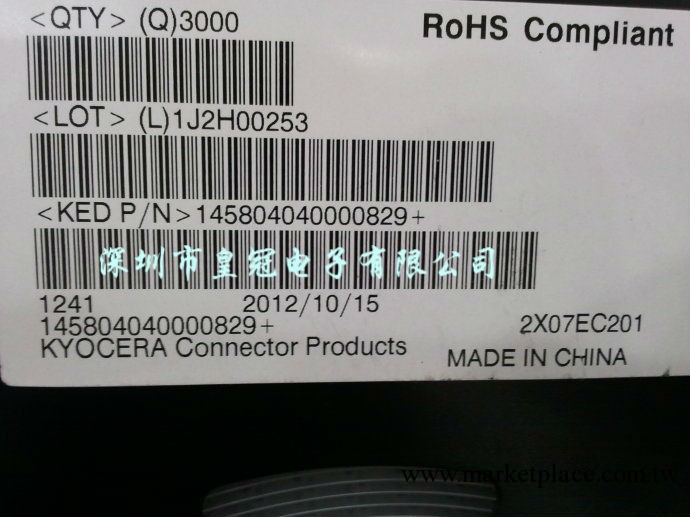 <QTY> (Q)3000
RoHS Compliant
<LOT> (L)1J2H00253
<KED P/N>145804040000829+
深圳市皇冠电子有限公司
1241 2012/10/15
145804040000829+ 2X07EC201
KYOCERA Connector Products
MADE IN CHINA
www.marketplace.com.tw